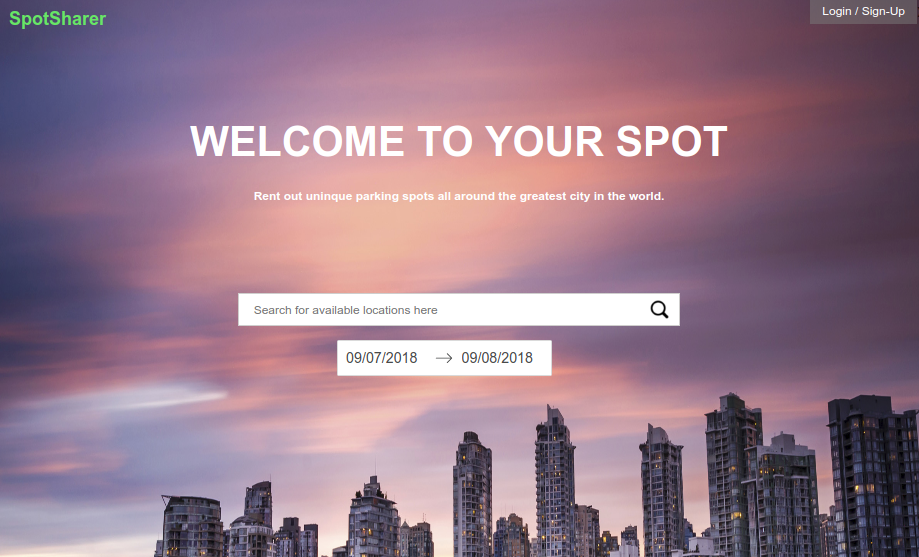 SpotSharer
Login / Sign-Up
WELCOME TO YOUR SPOT
Rent out uninque parking spots all around the greatest city in the world.
Search for available locations here
09/07/2018 → 09/08/2018